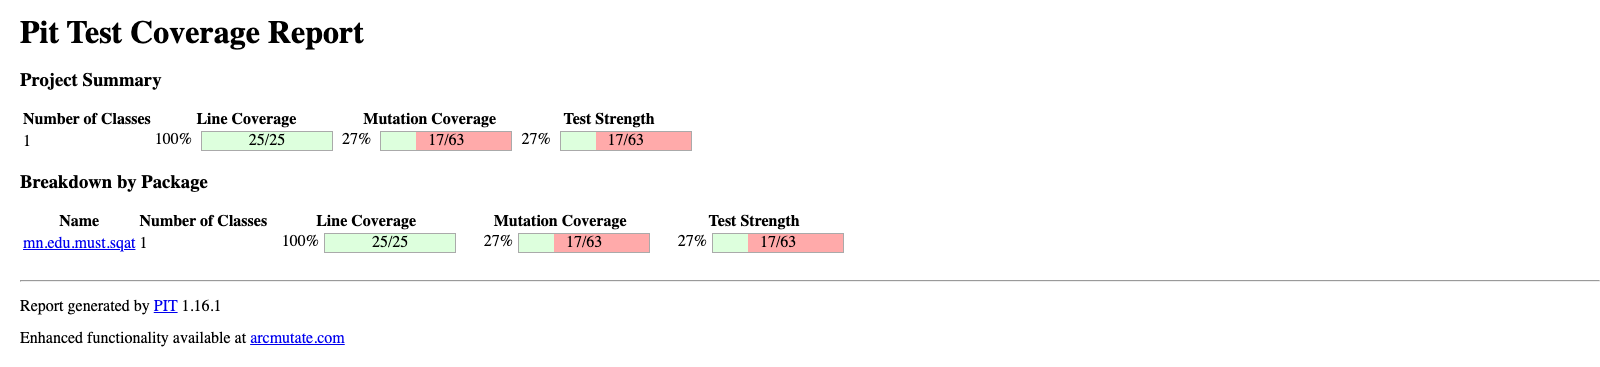 Pit Test Coverage Report
Project Summary
Number of Classes Line Coverage Mutation Coverage Test Strength
1 100% 25/25 27% 17/63 27% 17/63
Breakdown by Package
Name Number of Classes Line Coverage Mutation Coverage Test Strength
mn.edu.must.sqat 1 100% 25/25 27% 17/63 27% 17/63
Report generated by PIT 1.16.1
Enhanced functionality available at arcmutate.com